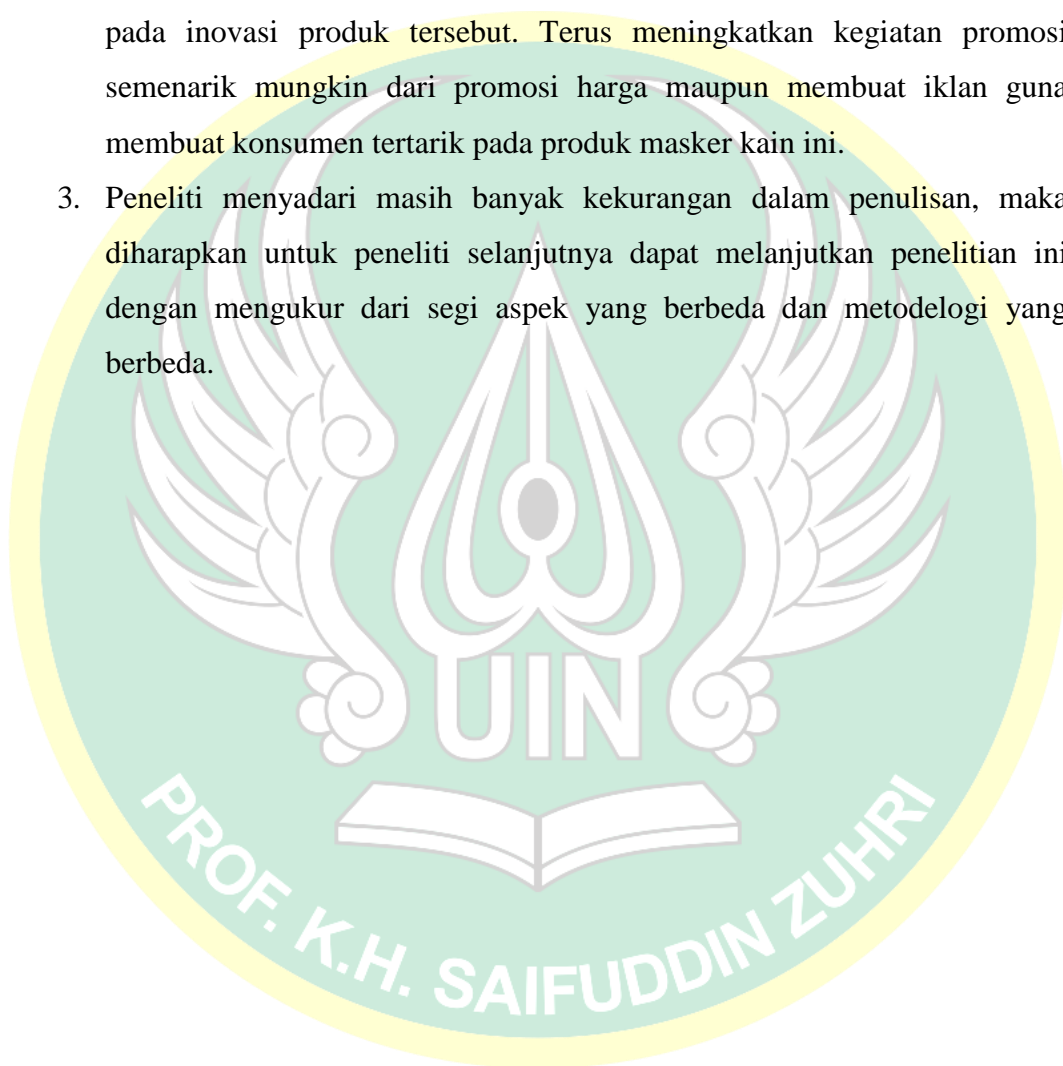 pada inovasi produk tersebut. Terus meningkatkan kegiatan promosi
semenarik mungkin dari promosi harga maupun membuat iklan guna
membuat konsumen tertarik pada produk masker kain ini.
3. Peneliti menyadari masih banyak kekurangan dalam penulisan, maka
diharapkan untuk peneliti selanjutnya dapat melanjutkan penelitian ini
dengan mengukur dari segi aspek yang berbeda dan metodelogi yang
berbeda.
UIN
PROF. K.H. SAIFUDDIN ZUHRI